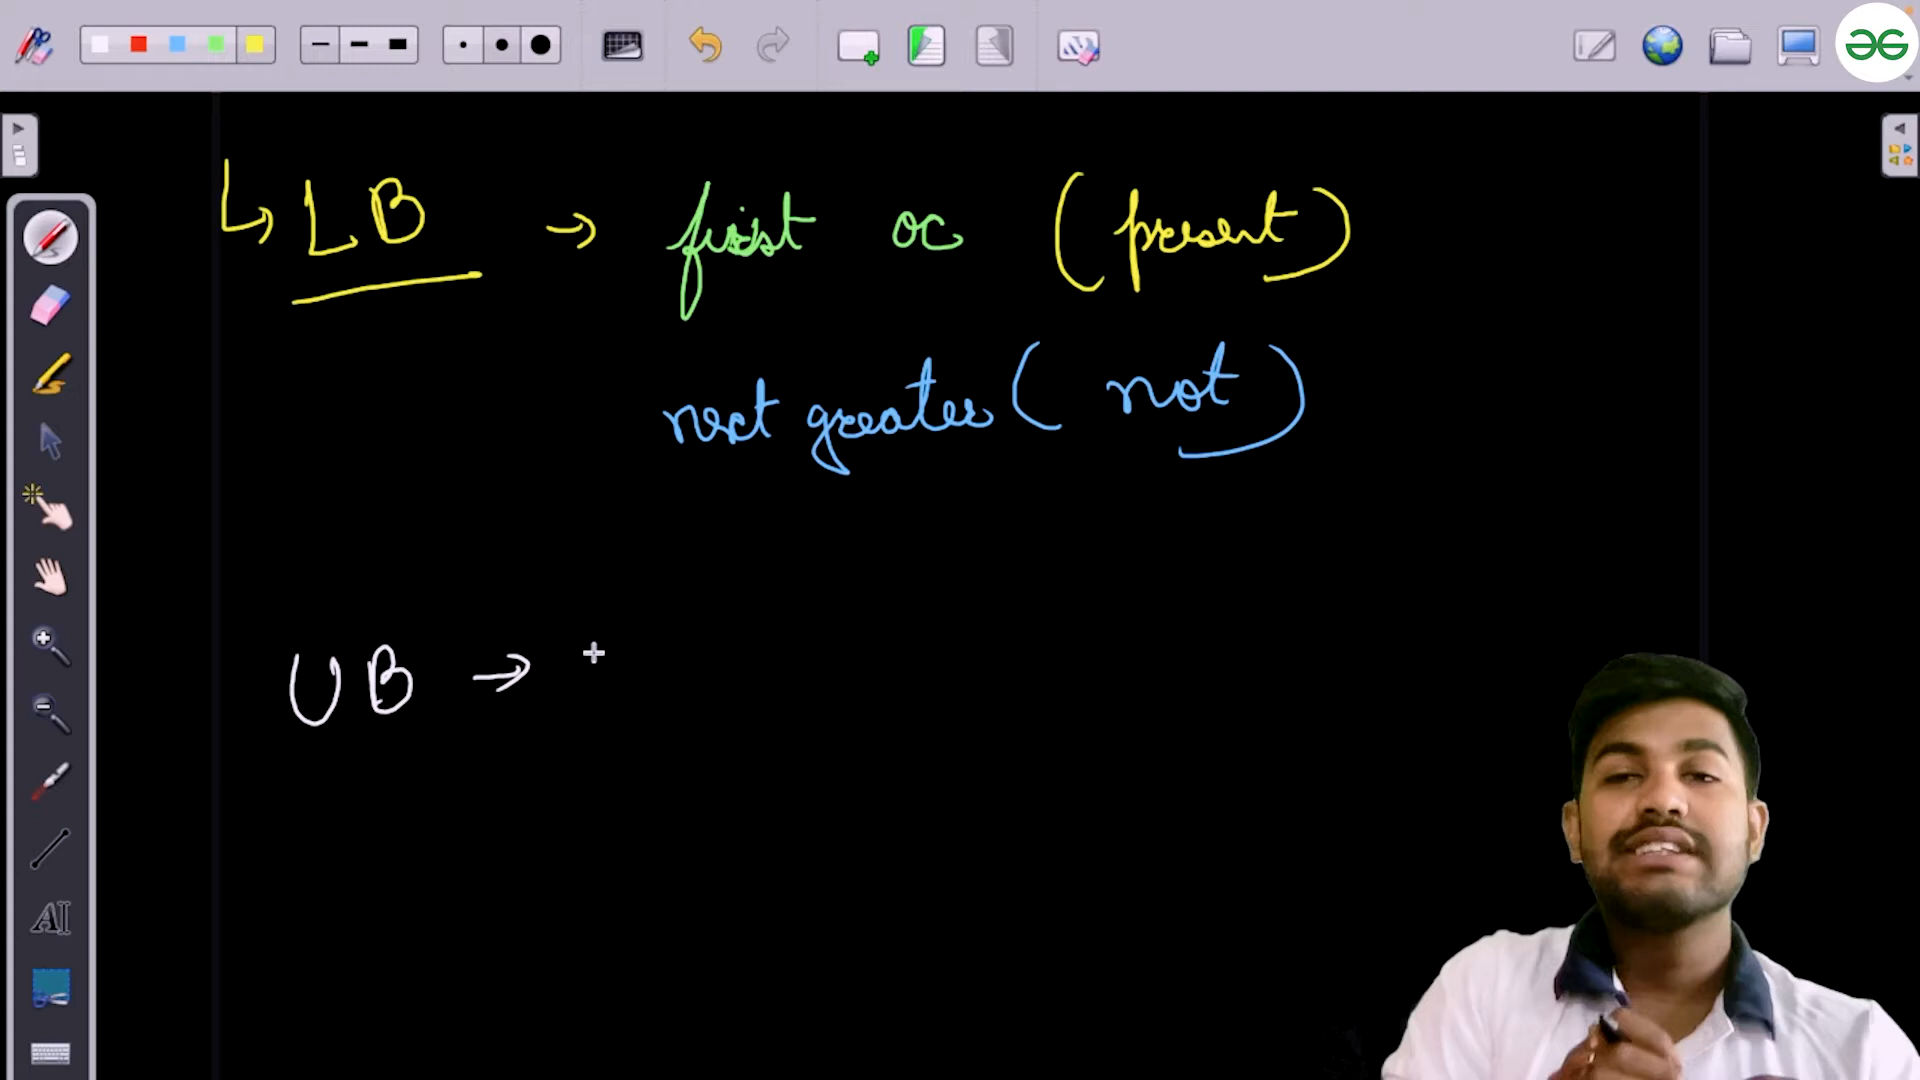 ↳ LB → first oc (present)
next greater ( not )
UB →